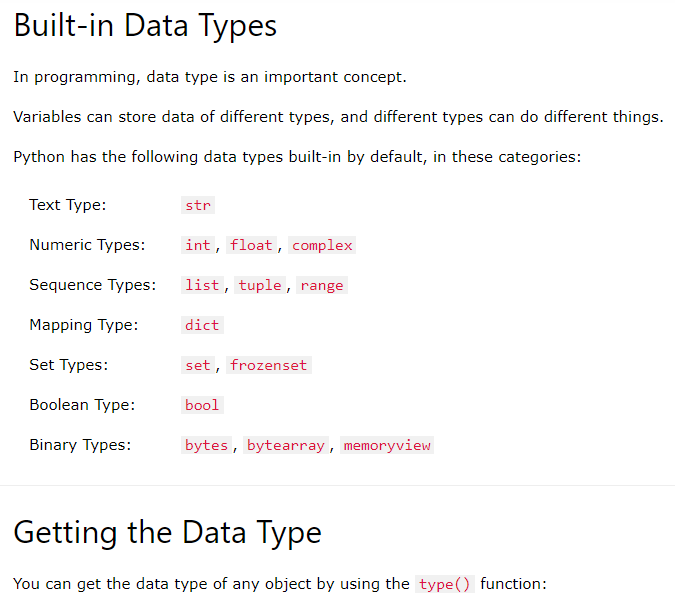 Built-in Data Types
In programming, data type is an important concept.
Variables can store data of different types, and different types can do different things.
Python has the following data types built-in by default, in these categories:
Text Type: str
Numeric Types: int, float, complex
Sequence Types: list, tuple, range
Mapping Type: dict
Set Types: set, frozenset
Boolean Type: bool
Binary Types: bytes, bytearray, memoryview
Getting the Data Type
You can get the data type of any object by using the type() function: